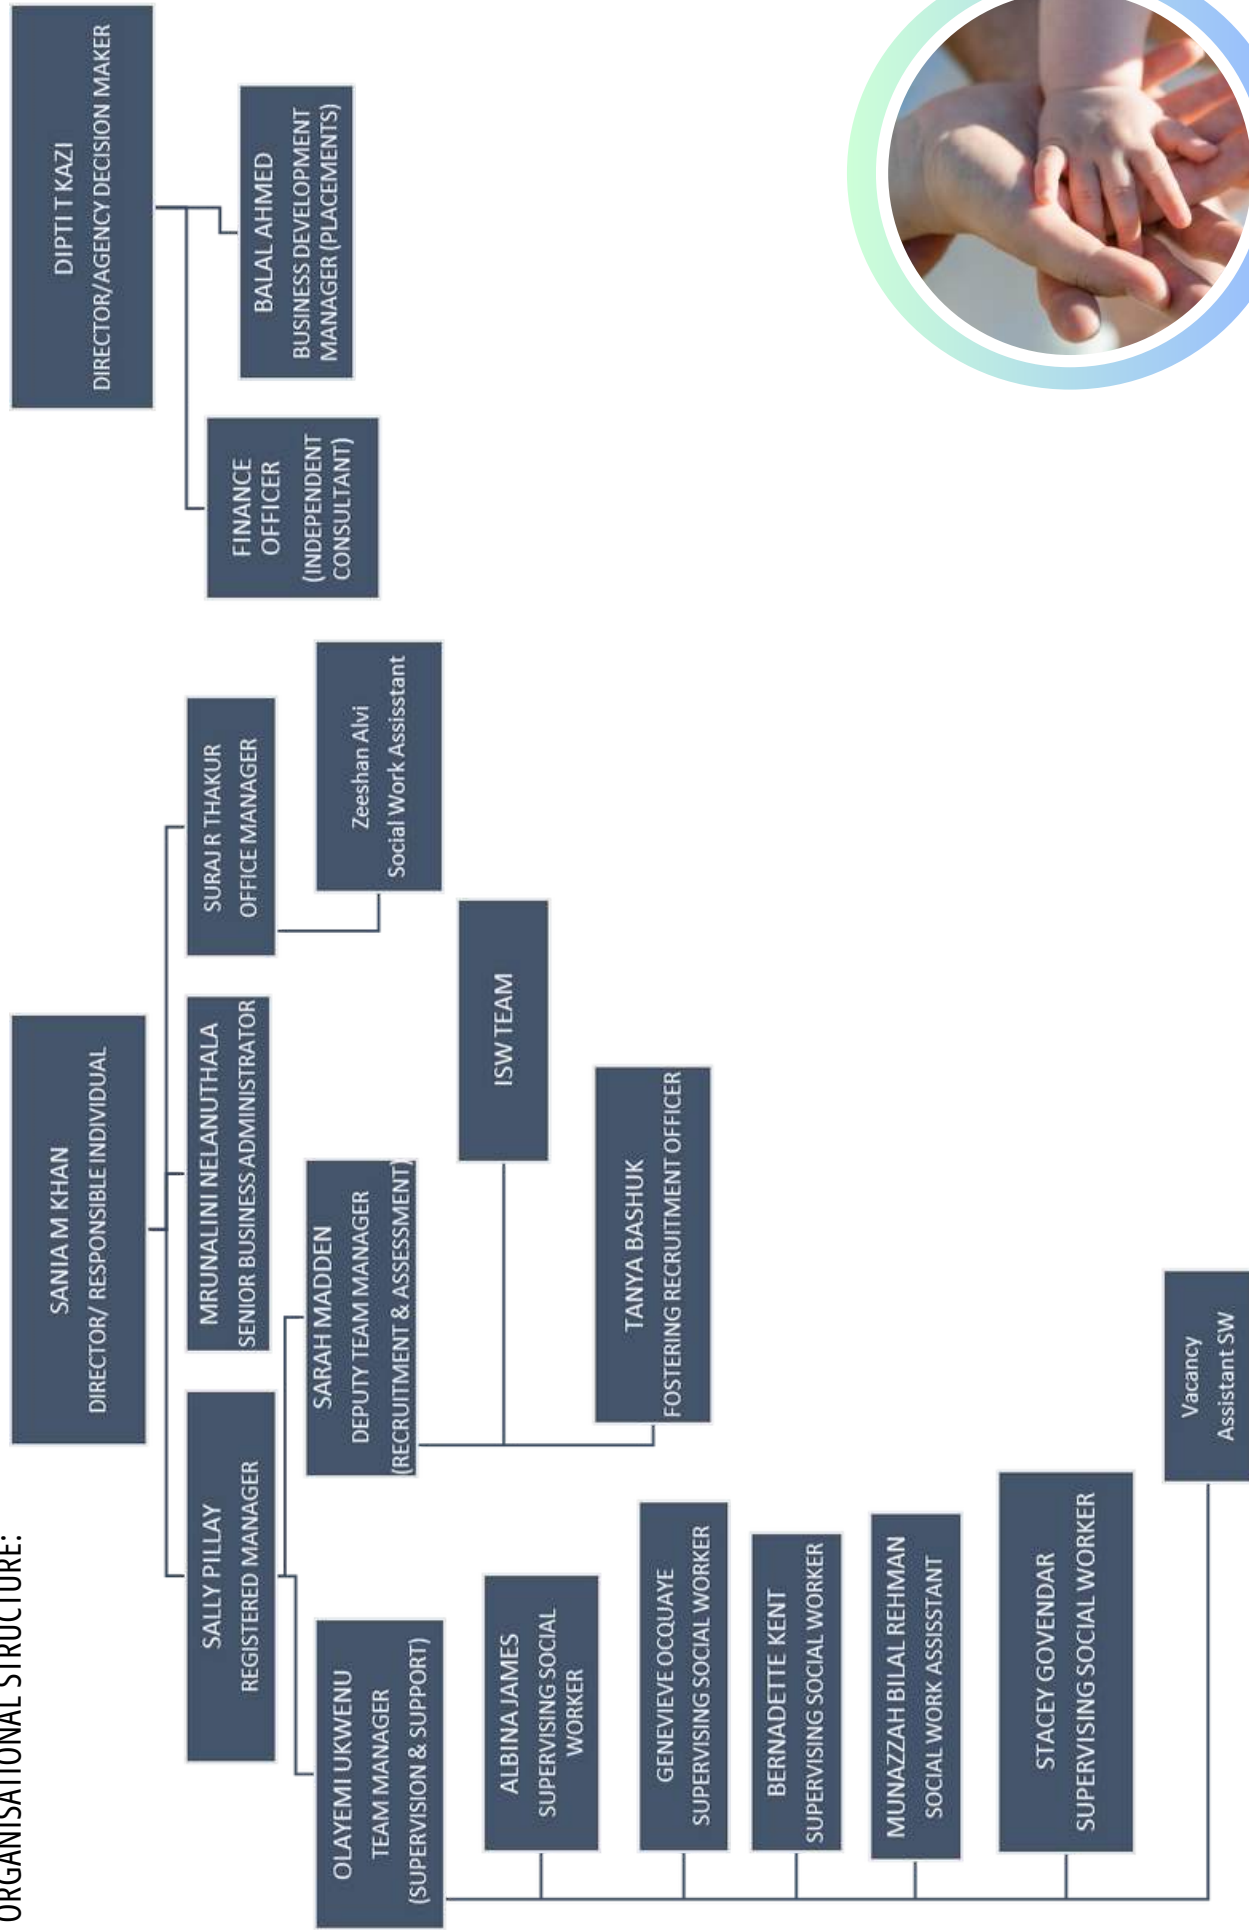 ORGANISATIONAL STRUCTURE:
SANIA M KHAN
DIRECTOR/ RESPONSIBLE INDIVIDUAL
DIPTI T KAZI
DIRECTOR/AGENCY DECISION MAKER
SALLY PILLAY
REGISTERED MANAGER
MRUNALINI NELANUTHALA
SENIOR BUSINESS ADMINISTRATOR
SURAJ R THAKUR
OFFICE MANAGER
FINANCE
OFFICER
(INDEPENDENT
CONSULTANT)
BALAL AHMED
BUSINESS DEVELOPMENT
MANAGER (PLACEMENTS)
OLAYEMI UKWENU
TEAM MANAGER
(SUPERVISION & SUPPORT)
SARAH MADDEN
DEPUTY TEAM MANAGER
(RECRUITMENT & ASSESSMENT)
Zeeshan Alvi
Social Work Assisstant
ALBINA JAMES
SUPERVISING SOCIAL
WORKER
ISW TEAM
GENEVIEVE OCQUAYE
SUPERVISING SOCIAL WORKER
TANYA BASHUK
FOSTERING RECRUITMENT OFFICER
BERNADETTE KENT
SUPERVISING SOCIAL WORKER
MUNAZZAH BILAL REHMAN
SOCIAL WORK ASSISTANT
STACEY GOVENDAR
SUPERVISING SOCIAL WORKER
Vacancy
Assistant SW